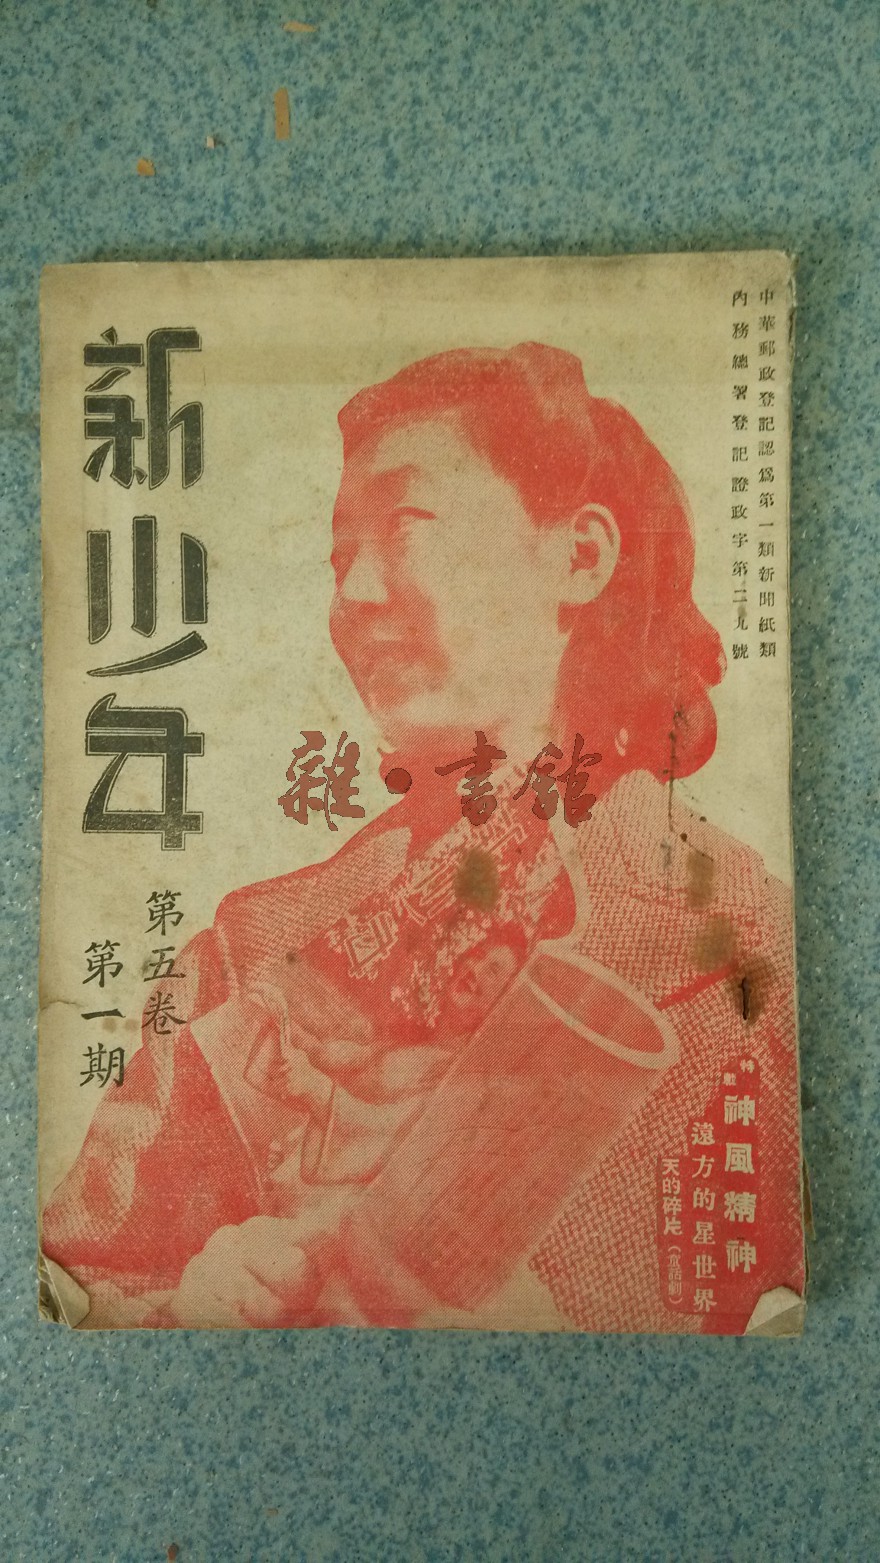 中華郵政登記認爲第一類新聞紙類
內務總署登記證政字第二九號
新少年
第五卷
第一期
雜·書館
特載
神風精神
遠方的星世界
天的碎片